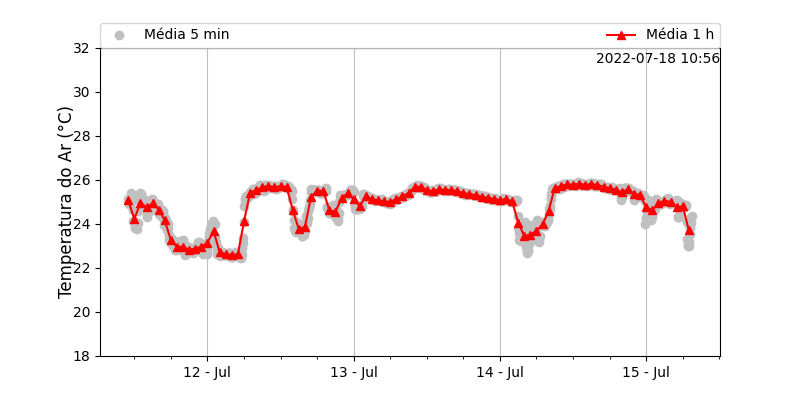 Média 5 min
Média 1 h
2022-07-18 10:56
Temperatura do Ar (°C)
32
30
28
26
24
22
20
18
12 - Jul
13 - Jul
14 - Jul
15 - Jul